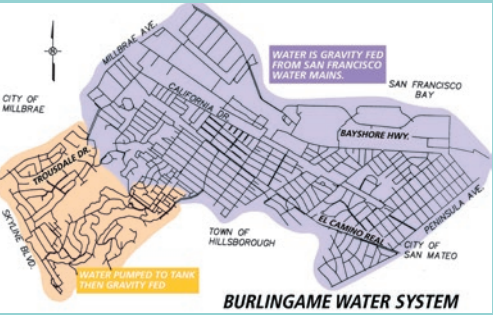 MILLBRAE AVE.
WATER IS GRAVITY FED
FROM SAN FRANCISCO
WATER MAINS.
CITY OF
MILLBRAE
CALIFORNIA DR.
SAN FRANCISCO
BAY
BAYSHORE HWY.
TROUSDALE DR.
SKYLINE BLVD.
TOWN OF
HILLSBOROUGH
EL CAMINO REAL
PENINSULA AVE.
CITY OF
SAN MATEO
WATER PUMPED TO TANK
THEN GRAVITY FED
BURLINGAME WATER SYSTEM